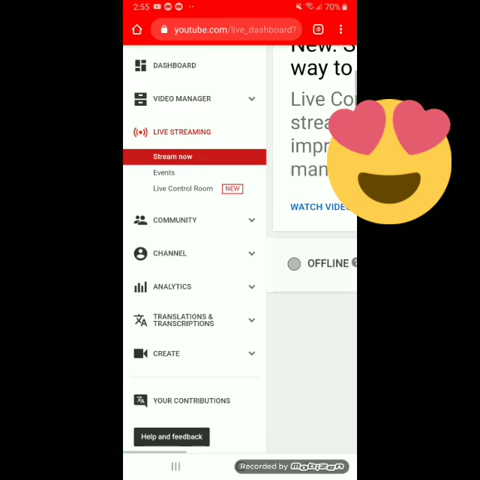 2:55
70%
youtube.com/live_dashboard?
DASHBOARD
VIDEO MANAGER
LIVE STREAMING
Stream now
Events
Live Control Room NEW
COMMUNITY
CHANNEL
ANALYTICS
TRANSLATIONS &
TRANSCRIPTIONS
CREATE
YOUR CONTRIBUTIONS
Help and feedback
way to
Live Co
strea
impr
man
WATCH VIDE
OFFLINE
Recorded by MOBIZEN